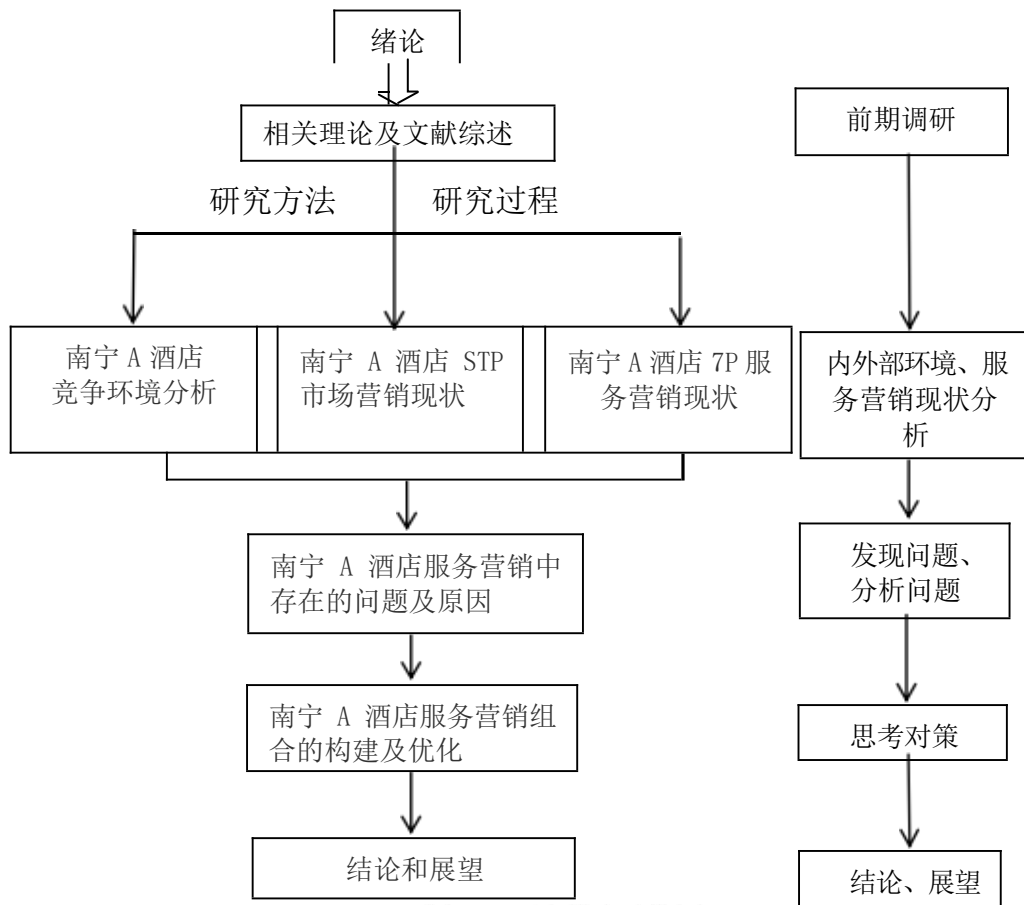 绪论
相关理论及文献综述
前期调研
研究方法
研究过程
南宁 A 酒店
竞争环境分析
南宁 A 酒店 STP
市场营销现状
南宁 A 酒店 7P 服
务营销现状
内外部环境、服
务营销现状分
析
南宁 A 酒店服务营销中
存在的问题及原因
发现问题、
分析问题
南宁 A 酒店服务营销组
合的构建及优化
思考对策
结论和展望
结论、展望